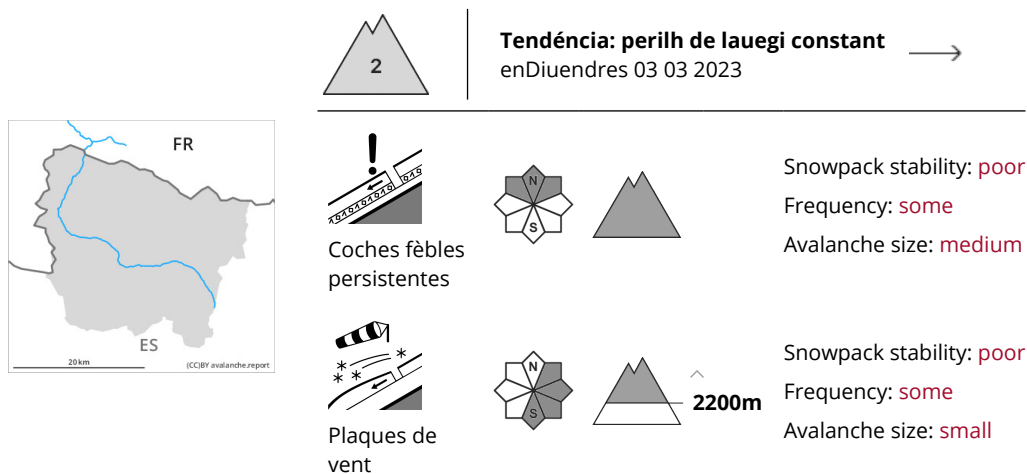 2
Tendéncia: perilh de lauegi constant
enDiuendres 03 03 2023
FR
ES
20 km
(CC)BY avalanche.report
N
S
Coches fèbles
persistentes
Snowpack stability: poor
Frequency: some
Avalanche size: medium
N
S
2200m
Plaques de
vent
Snowpack stability: poor
Frequency: some
Avalanche size: small